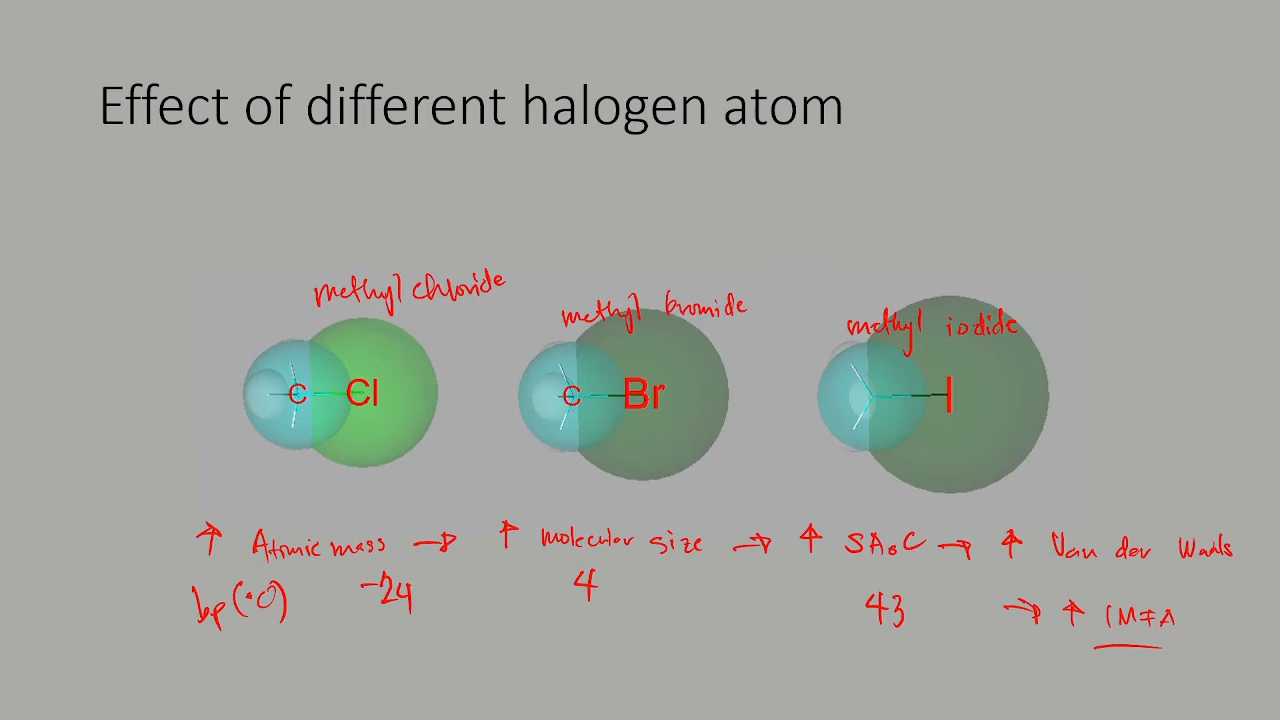 Effect of different halogen atom
methyl chloride
methyl bromide
methyl iodide
C Cl
C Br
I
↑ Atomic mass → ↑ molecular size → ↑ SAoC → ↑ Van der Waals
bp (°C) -24 4 43 → ↑ IMFA